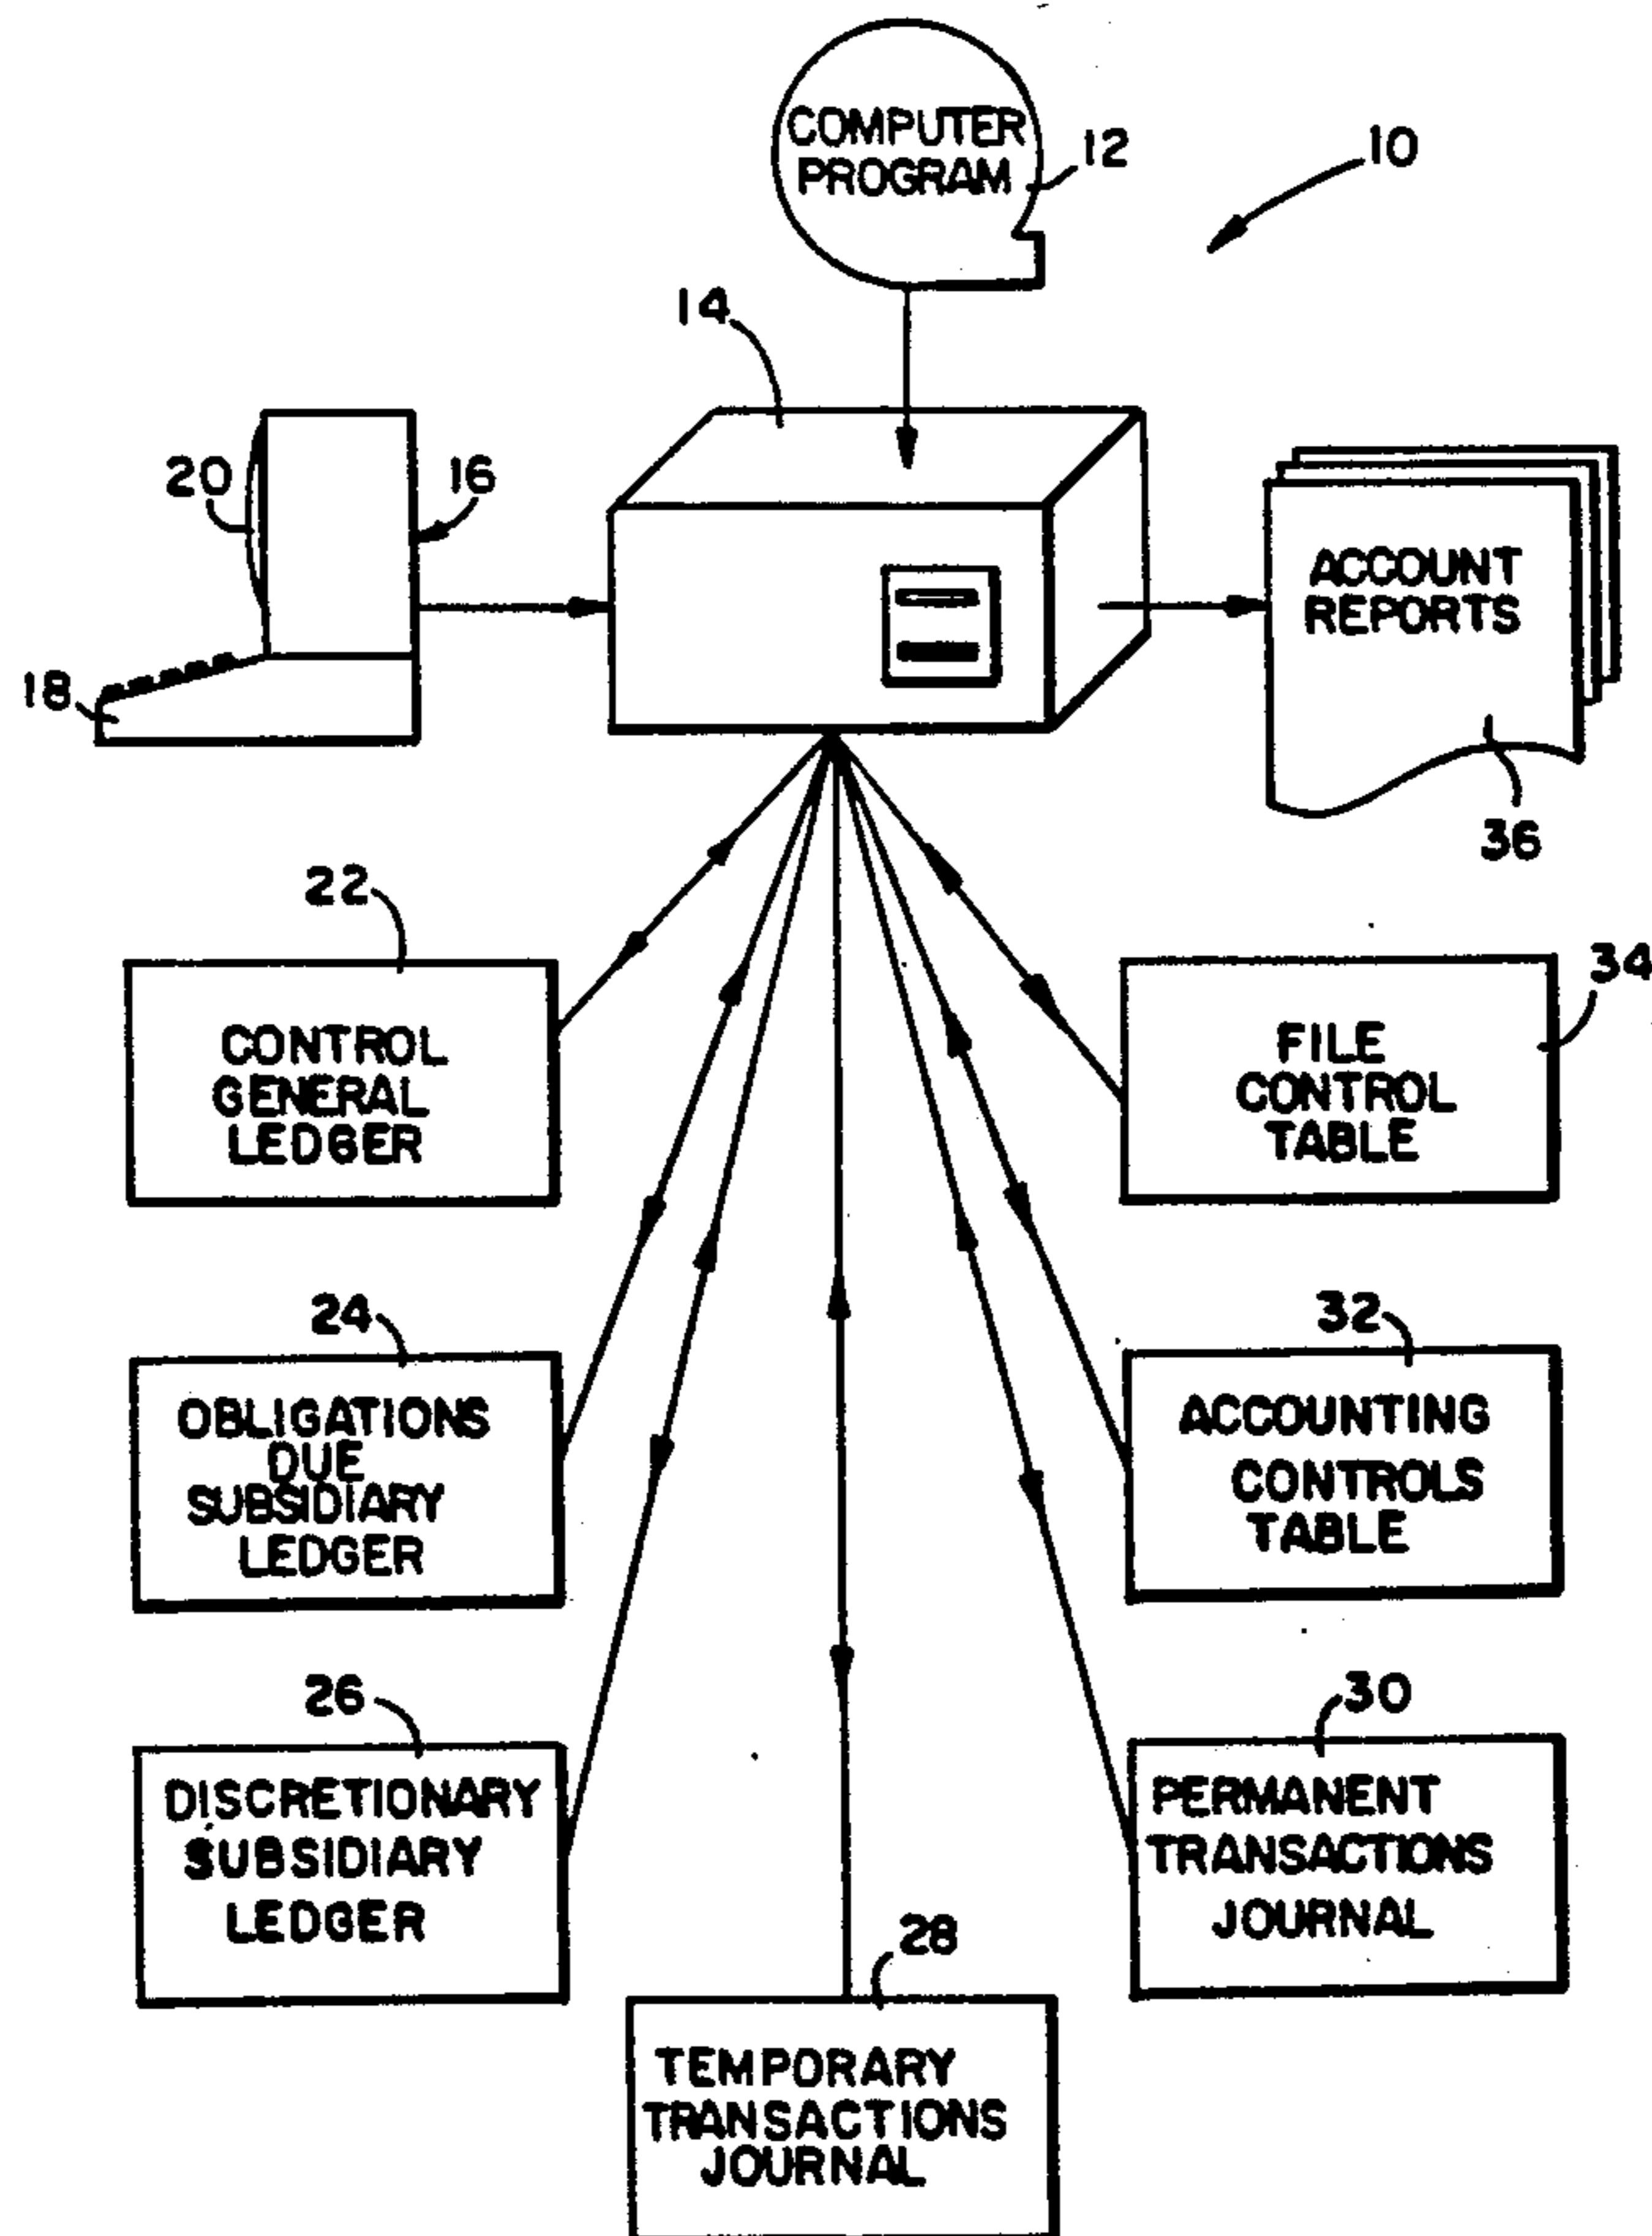 COMPUTER
PROGRAM
12
10
14
20
16
18
ACCOUNT
REPORTS
36
22
CONTROL
GENERAL
LEDGER
34
FILE
CONTROL
TABLE
24
OBLIGATIONS
DUE
SUBSIDIARY
LEDGER
32
ACCOUNTING
CONTROLS
TABLE
26
DISCRETIONARY
SUBSIDIARY
LEDGER
30
PERMANENT
TRANSACTIONS
JOURNAL
28
TEMPORARY
TRANSACTIONS
JOURNAL